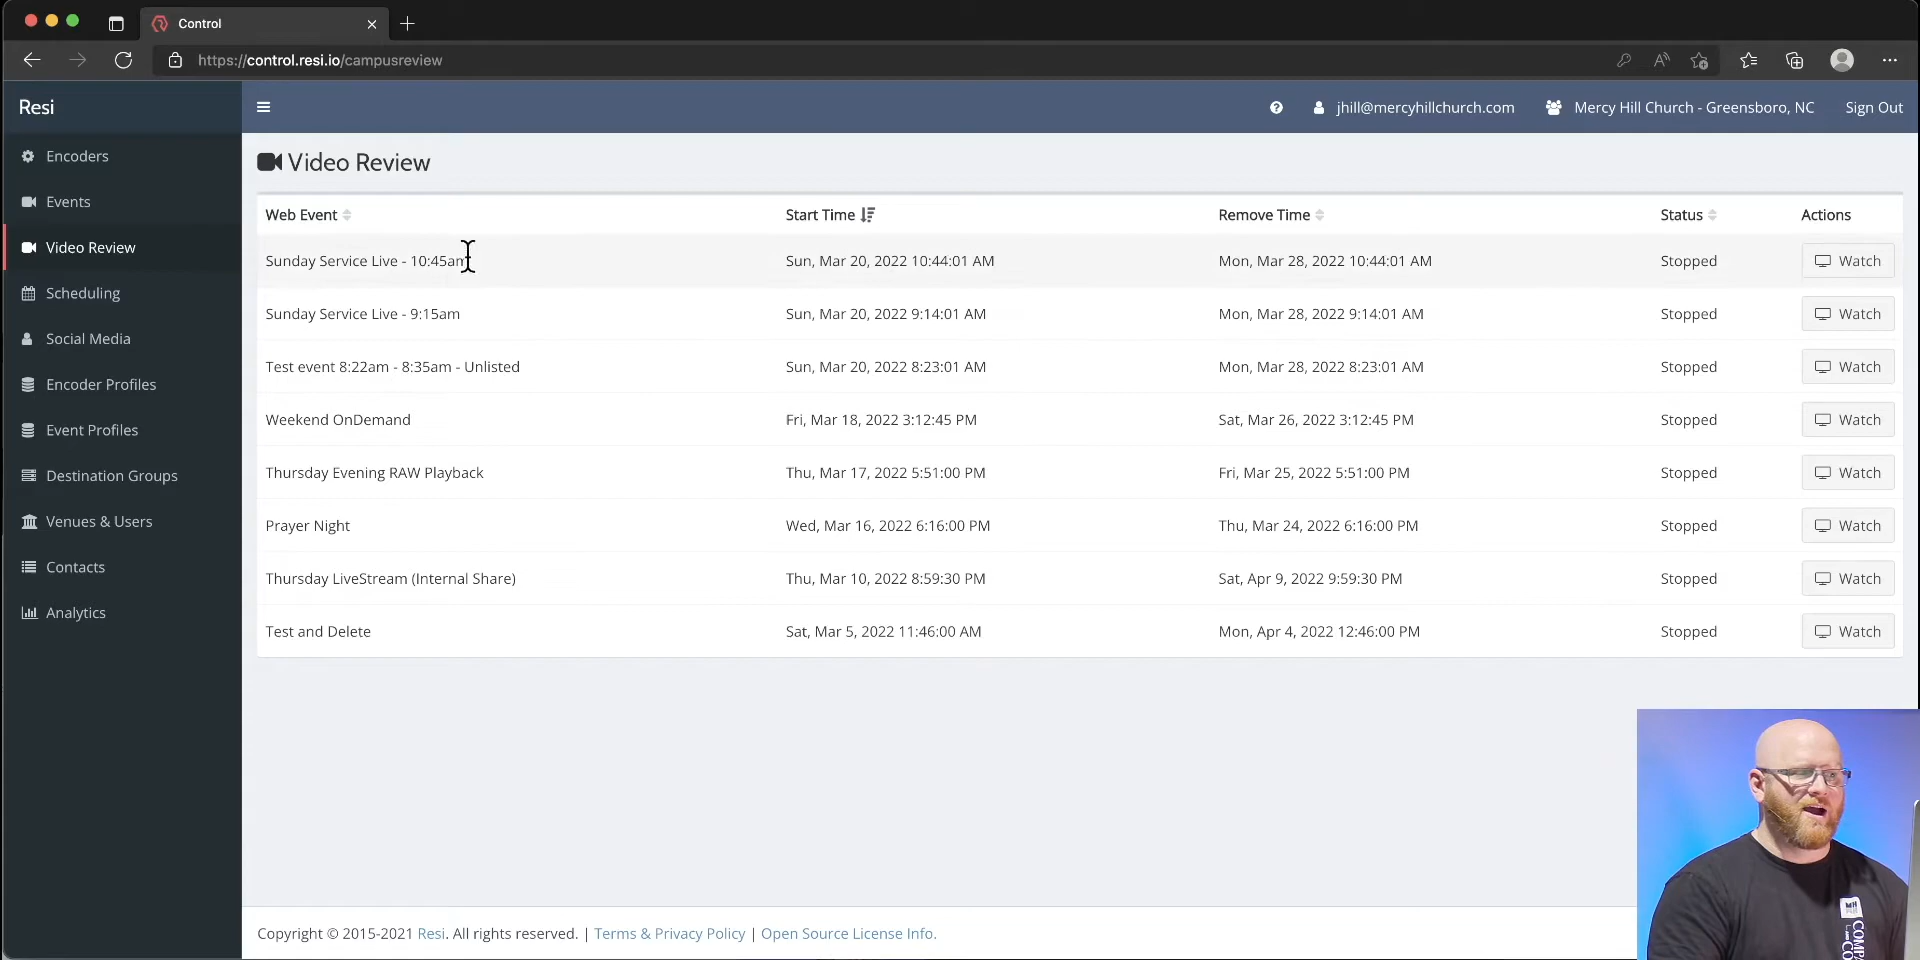 Control
https://control.resi.io/campusreview
Resi
jhill@mercyhillchurch.com
Mercy Hill Church - Greensboro, NC
Sign Out
Encoders
Events
Video Review
Scheduling
Social Media
Encoder Profiles
Event Profiles
Destination Groups
Venues & Users
Contacts
Analytics
Video Review
Web Event Start Time Remove Time Status Actions
Sunday Service Live - 10:45am Sun, Mar 20, 2022 10:44:01 AM Mon, Mar 28, 2022 10:44:01 AM Stopped Watch
Sunday Service Live - 9:15am Sun, Mar 20, 2022 9:14:01 AM Mon, Mar 28, 2022 9:14:01 AM Stopped Watch
Test event 8:22am - 8:35am - Unlisted Sun, Mar 20, 2022 8:23:01 AM Mon, Mar 28, 2022 8:23:01 AM Stopped Watch
Weekend OnDemand Fri, Mar 18, 2022 3:12:45 PM Sat, Mar 26, 2022 3:12:45 PM Stopped Watch
Thursday Evening RAW Playback Thu, Mar 17, 2022 5:51:00 PM Fri, Mar 25, 2022 5:51:00 PM Stopped Watch
Prayer Night Wed, Mar 16, 2022 6:16:00 PM Thu, Mar 24, 2022 6:16:00 PM Stopped Watch
Thursday LiveStream (Internal Share) Thu, Mar 10, 2022 8:59:30 PM Sat, Apr 9, 2022 9:59:30 PM Stopped Watch
Test and Delete Sat, Mar 5, 2022 11:46:00 AM Mon, Apr 4, 2022 12:46:00 PM Stopped Watch
Copyright © 2015-2021 Resi. All rights reserved. | Terms & Privacy Policy | Open Source License Info.
MH